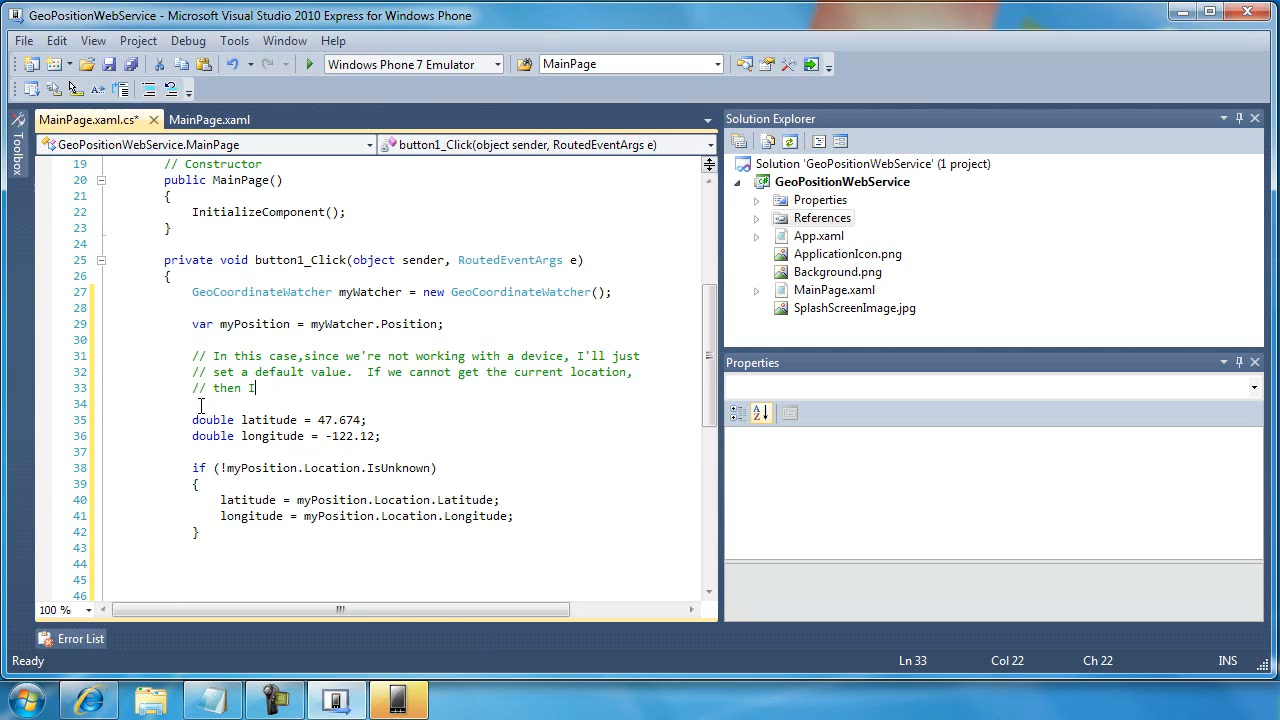 GeoPositionWebService - Microsoft Visual Studio 2010 Express for Windows Phone
File Edit View Project Debug Tools Window Help
Windows Phone 7 Emulator MainPage
MainPage.xaml.cs* MainPage.xaml
GeoPositionWebService.MainPage button1_Click(object sender, RoutedEventArgs e)
Toolbox
19 // Constructor
20 public MainPage()
21 {
22 InitializeComponent();
23 }
24
25 private void button1_Click(object sender, RoutedEventArgs e)
26 {
27 GeoCoordinateWatcher myWatcher = new GeoCoordinateWatcher();
28
29 var myPosition = myWatcher.Position;
30
31 // In this case,since we're not working with a device, I'll just
32 // set a default value.  If we cannot get the current location,
33 // then I
34
35 double latitude = 47.674;
36 double longitude = -122.12;
37
38 if (!myPosition.Location.IsUnknown)
39 {
40 latitude = myPosition.Location.Latitude;
41 longitude = myPosition.Location.Longitude;
42 }
43
44
45
46
100 %
Solution Explorer
Solution 'GeoPositionWebService' (1 project)
GeoPositionWebService
Properties
References
App.xaml
ApplicationIcon.png
Background.png
MainPage.xaml
SplashScreenImage.jpg
Properties
Error List
Ready Ln 33 Col 22 Ch 22 INS